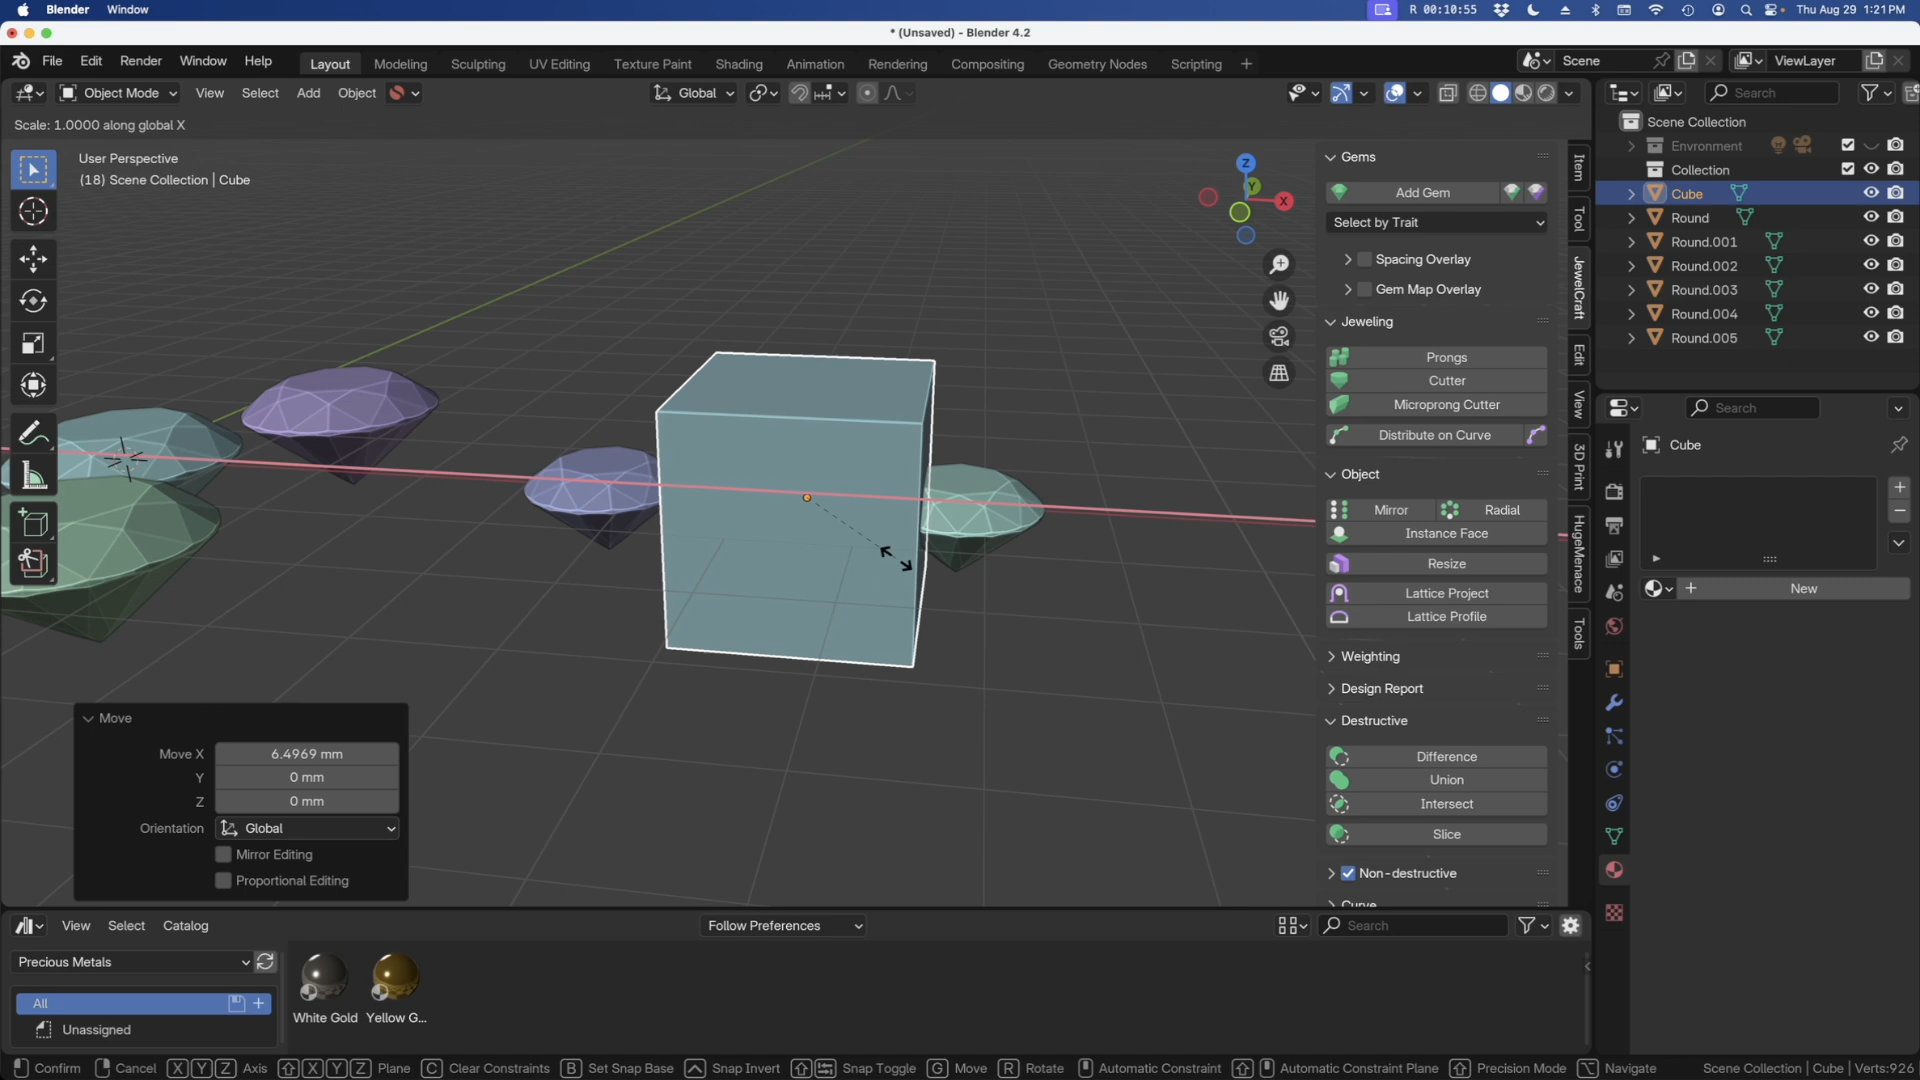 Blender Window R 00:10:55 Thu Aug 29 1:21 PM
* (Unsaved) - Blender 4.2
File Edit Render Window Help Layout Modeling Sculpting UV Editing Texture Paint Shading Animation Rendering Compositing Geometry Nodes Scripting + Scene ViewLayer
Object Mode View Select Add Object Global Search
Scale: 1.0000 along global X
User Perspective
(18) Scene Collection | Cube
Z
Y
X
Gems
Add Gem
Select by Trait
Spacing Overlay
Gem Map Overlay
Jeweling
Prongs
Cutter
Microprong Cutter
Distribute on Curve
Object
Mirror Radial
Instance Face
Resize
Lattice Project
Lattice Profile
Weighting
Design Report
Destructive
Difference
Union
Intersect
Slice
Non-destructive
Curve
Item
Tool
JewelCraft
Edit
View
3D Print
HugeMenace
Tools
Scene Collection
Environment
Collection
Cube
Round
Round.001
Round.002
Round.003
Round.004
Round.005
Search
Cube
New
Move
Move X 6.4969 mm
Y 0 mm
Z 0 mm
Orientation Global
Mirror Editing
Proportional Editing
View Select Catalog Follow Preferences Search
Precious Metals
All
Unassigned
White Gold Yellow G...
Confirm Cancel X Y Z Axis X Y Z Plane C Clear Constraints B Set Snap Base Snap Invert Snap Toggle G Move R Rotate Automatic Constraint Automatic Constraint Plane Precision Mode Navigate Scene Collection | Cube | Verts:926